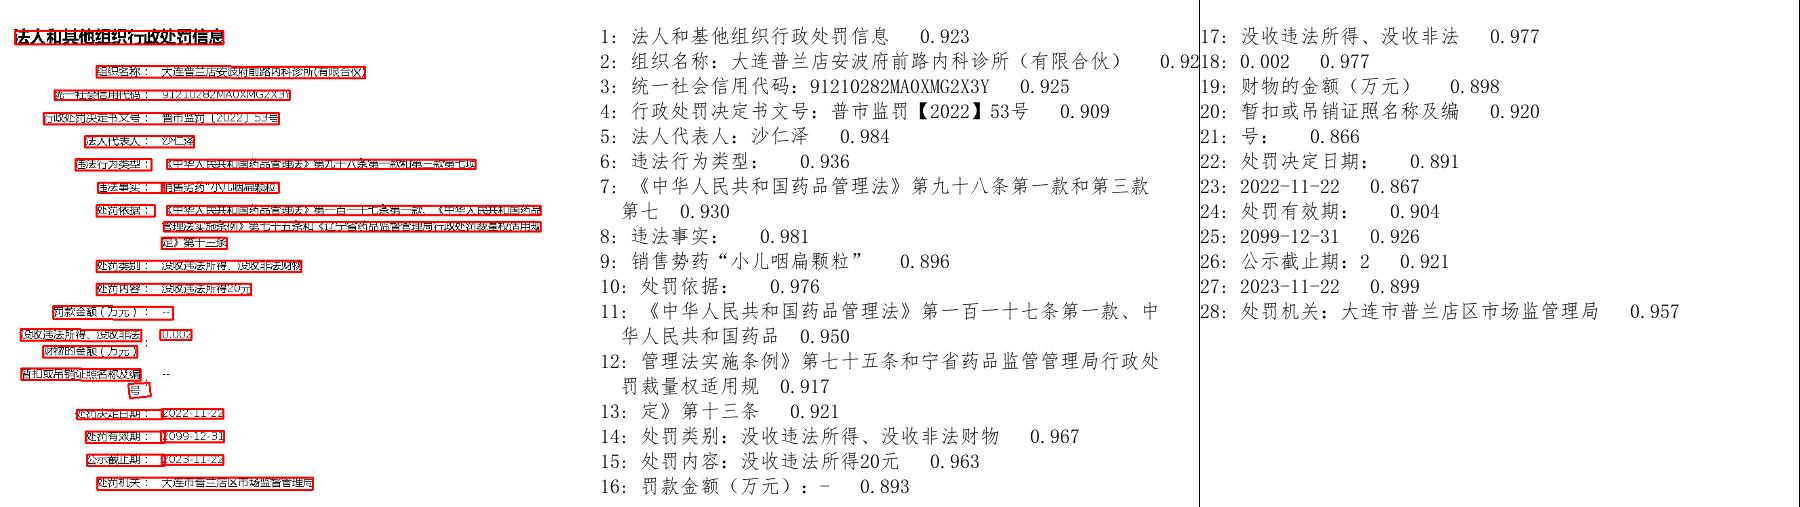 法人和其他组织行政处罚信息
组织名称： 大连普兰店安波府前路内科诊所(有限合伙)
统一社会信用代码： 91210282MA0XMG2X3Y
行政处罚决定书文号： 普市监罚〔2022〕53号
法人代表人： 沙仁泽
违法行为类型： 《中华人民共和国药品管理法》第九十八条第一款和第三款第七项
违法事实： 销售劣药“小儿咽扁颗粒”
处罚依据： 《中华人民共和国药品管理法》第一百一十七条第一款、《中华人民共和国药品
管理法实施条例》第七十五条和《辽宁省药品监督管理局行政处罚裁量权适用规
定》第十三条
处罚类别： 没收违法所得、没收非法财物
处罚内容： 没收违法所得20元
罚款金额（万元）： --
没收违法所得、没收非法 0.002
财物的金额（万元）：
暂扣或吊销证照名称及编 --
号：
处罚决定日期： 2022-11-22
处罚有效期： 2099-12-31
公示截止期： 2023-11-22
处罚机关： 大连市普兰店区市场监督管理局
1: 法人和基他组织行政处罚信息 0.923
2: 组织名称：大连普兰店安波府前路内科诊所（有限合伙） 0.92
3: 统一社会信用代码：91210282MA0XMG2X3Y 0.925
4: 行政处罚决定书文号：普市监罚【2022】53号 0.909
5: 法人代表人：沙仁泽 0.984
6: 违法行为类型： 0.936
7: 《中华人民共和国药品管理法》第九十八条第一款和第三款
第七 0.930
8: 违法事实： 0.981
9: 销售势药“小儿咽扁颗粒” 0.896
10: 处罚依据： 0.976
11: 《中华人民共和国药品管理法》第一百一十七条第一款、中
华人民共和国药品 0.950
12: 管理法实施条例》第七十五条和宁省药品监管管理局行政处
罚裁量权适用规 0.917
13: 定》第十三条 0.921
14: 处罚类别：没收违法所得、没收非法财物 0.967
15: 处罚内容：没收违法所得20元 0.963
16: 罚款金额（万元）：- 0.893
17: 没收违法所得、没收非法 0.977
18: 0.002 0.977
19: 财物的金额（万元） 0.898
20: 暂扣或吊销证照名称及编 0.920
21: 号： 0.866
22: 处罚决定日期： 0.891
23: 2022-11-22 0.867
24: 处罚有效期： 0.904
25: 2099-12-31 0.926
26: 公示截止期：2 0.921
27: 2023-11-22 0.899
28: 处罚机关：大连市普兰店区市场监管理局 0.957